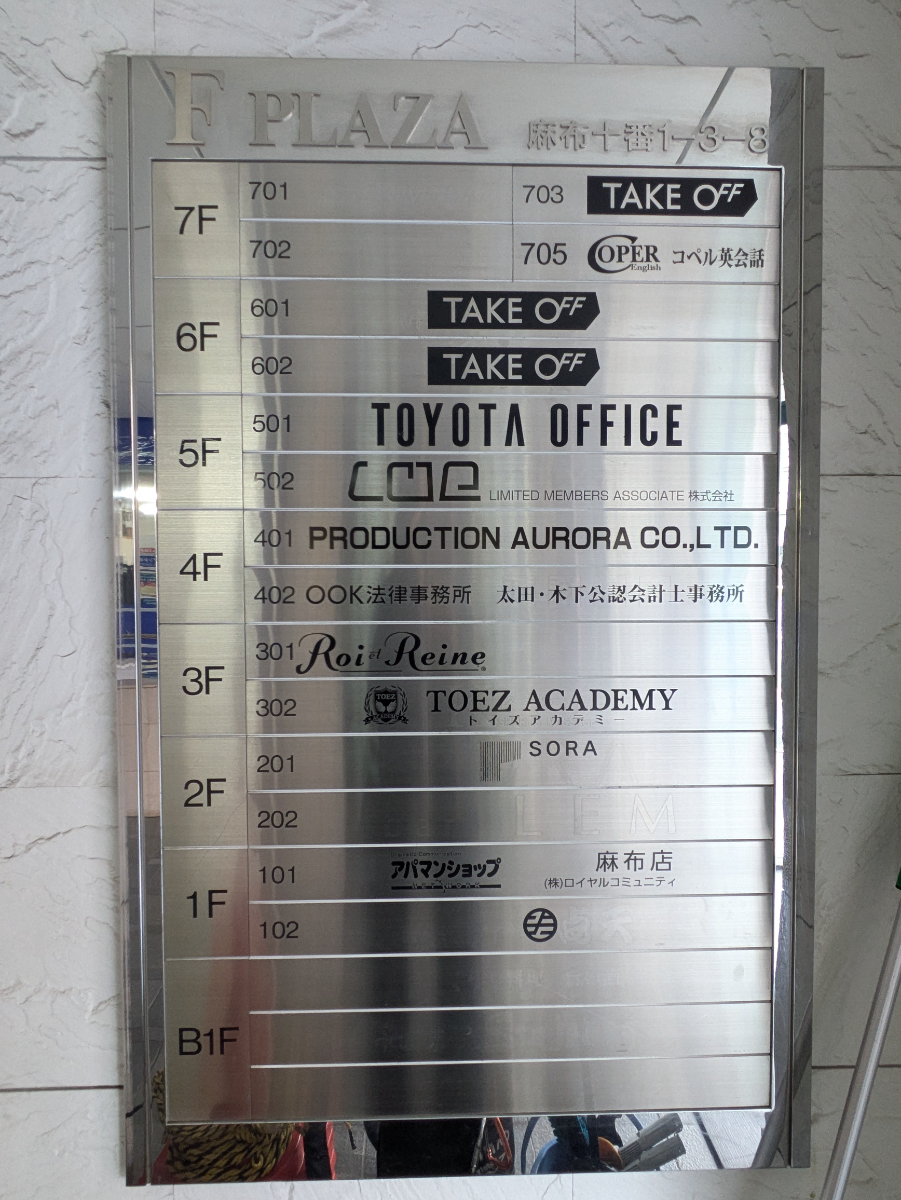 F PLAZA 麻布十番1-3-8
7F
701
703 TAKE OFF
702
705 COPER English コペル英会話
6F
601 TAKE OFF
602 TAKE OFF
5F
501 TOYOTA OFFICE
502 LMA LIMITED MEMBERS ASSOCIATE 株式会社
4F
401 PRODUCTION AURORA CO.,LTD.
402 OOK法律事務所 太田・木下公認会計士事務所
3F
301 Roi et Reine
302 TOEZ ACADEMY TOEZ ACADEMY
トイズアカデミー
2F
201 SORA
202 LEM
1F
101 アパマンショップ 麻布店
NETWORK (株)ロイヤルコミュニティ
102
B1F